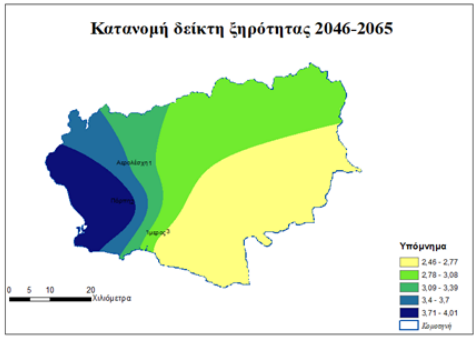 Κατανομή δείκτη ξηρότητας 2046-2065
Υπόμνημα
2,46 - 2,77
2,78 - 3,08
3,09 - 3,39
3,4 - 3,7
3,71 - 4,01
0 5 10 20
Χιλιόμετρα